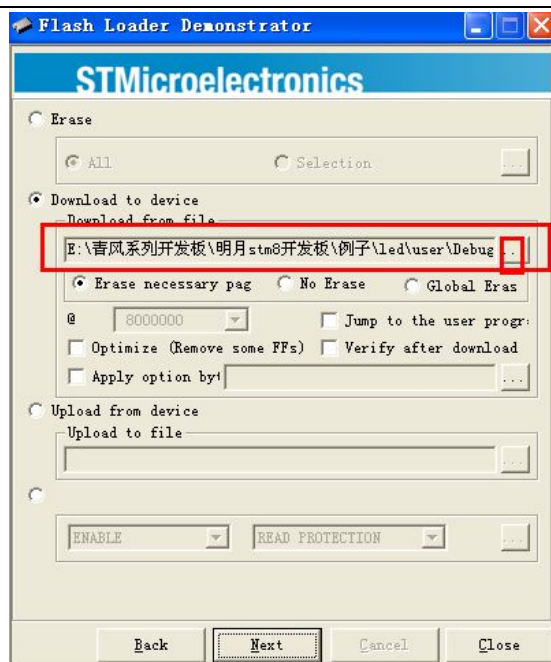 Flash Loader Demonstrator
STMicroelectronics
Erase
All
Selection
...
Download to device
Download from file
E:\青风系列开发板\明月stm8开发板\例子\led\user\Debug
..
Erase necessary pag
No Erase
Global Eras
@
8000000
Jump to the user progr
Optimize (Remove some FFs)
Verify after download
Apply option byt
...
Upload from device
Upload to file
...
ENABLE
READ PROTECTION
...
Back
Next
Cancel
Close